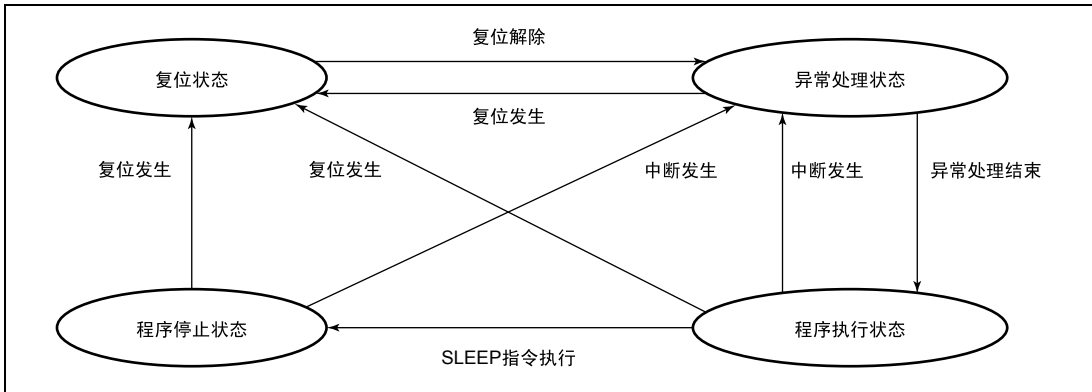 复位解除
复位状态
异常处理状态
复位发生
复位发生
复位发生
中断发生
中断发生
异常处理结束
程序停止状态
程序执行状态
SLEEP指令执行